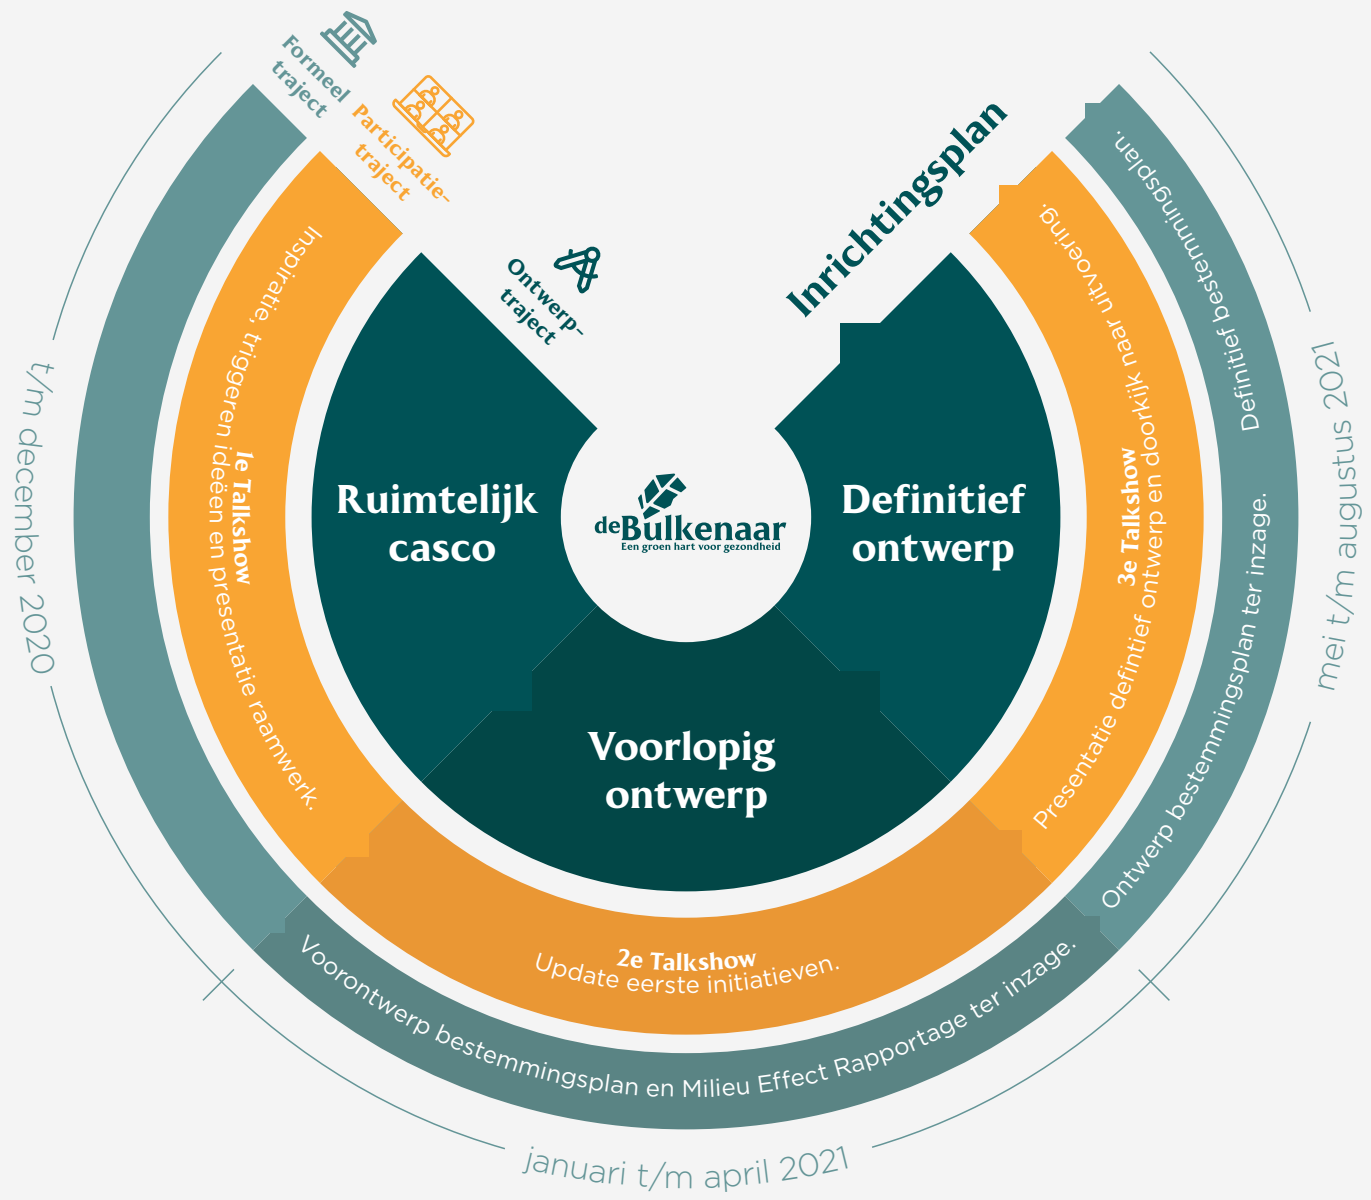 Formeel
traject
Participatie-
traject
Ontwerp-
traject
Inrichtingsplan
t/m december 2020
1e Talkshow
Inspiratie, triggeren ideëen en presentatie raamwerk.
Ruimtelijk
casco
deBulkenaar
Een groen hart voor gezondheid
Voorlopig
ontwerp
2e Talkshow
Update eerste initiatieven.
Voorontwerp bestemmingsplan en Milieu Effect Rapportage ter inzage.
januari t/m april 2021
Definitief
ontwerp
3e Talkshow
Presentatie defintief ontwerp en doorkijk naar uitvoering.
Ontwerp bestemmingsplan ter inzage.
Definitief bestemmingsplan.
mei t/m augustus 2021